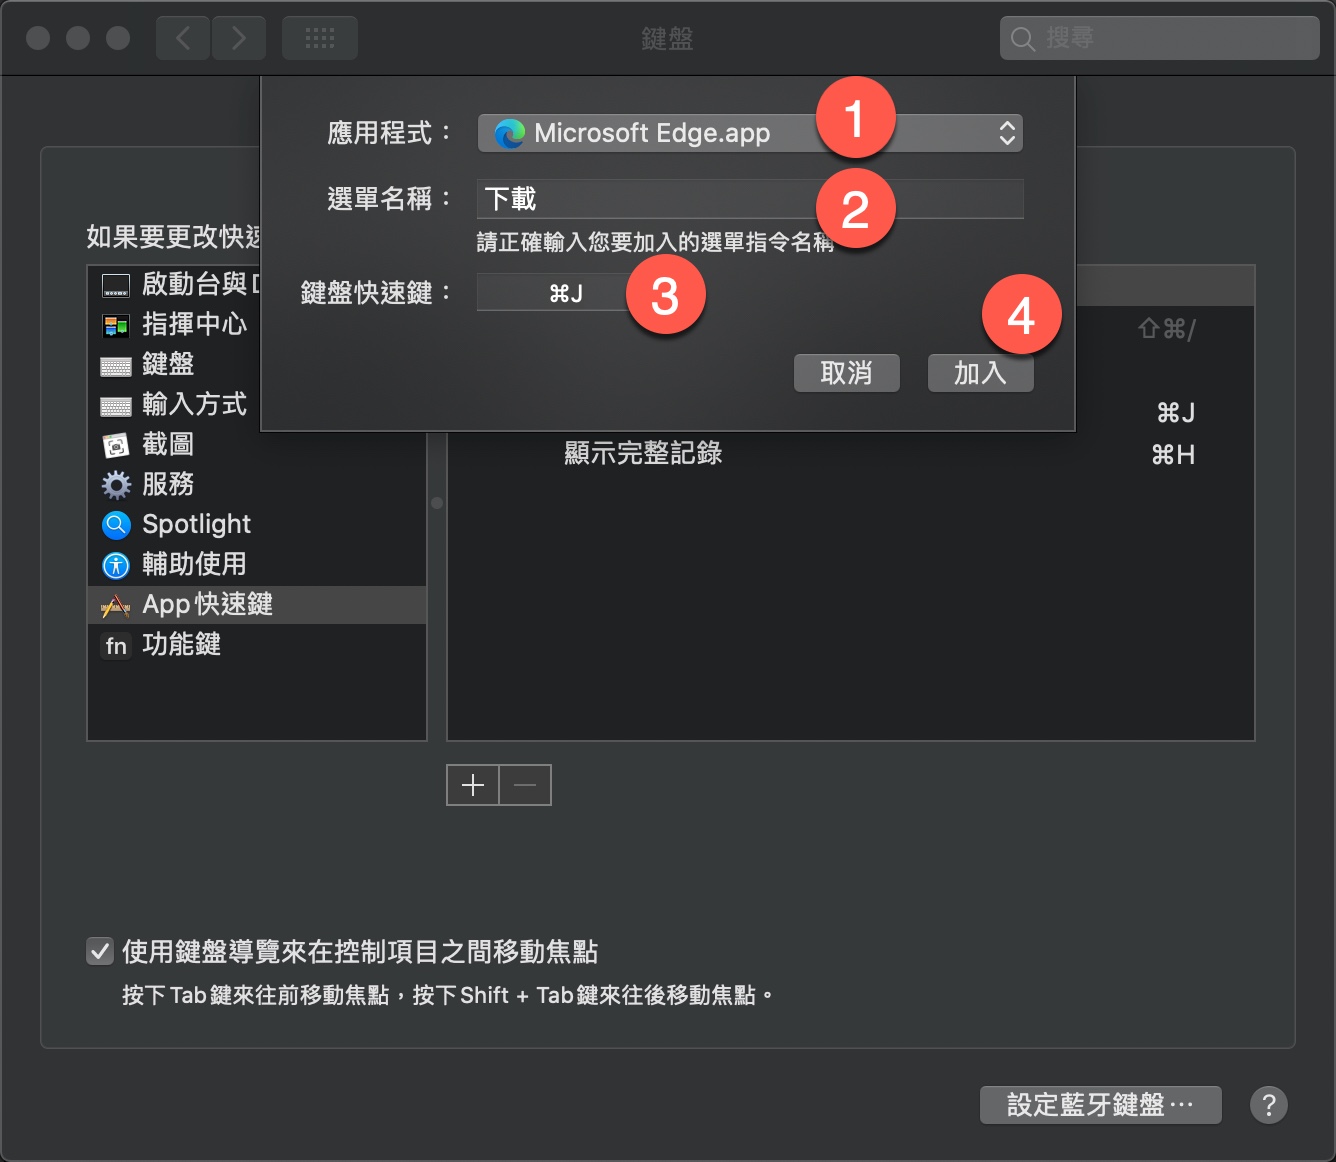 鍵盤
搜尋
應用程式：
Microsoft Edge.app
1
選單名稱：
下載
2
請正確輸入您要加入的選單指令名稱
鍵盤快速鍵：
⌘J
3
4
取消
加入
如果要更改快速
啟動台與
指揮中心
鍵盤
輸入方式
截圖
服務
Spotlight
輔助使用
App 快速鍵
fn 功能鍵
⇧⌘/
⌘J
顯示完整記錄
⌘H
使用鍵盤導覽來在控制項目之間移動焦點
按下 Tab 鍵來往前移動焦點，按下 Shift + Tab 鍵來往後移動焦點。
設定藍牙鍵盤⋯
?